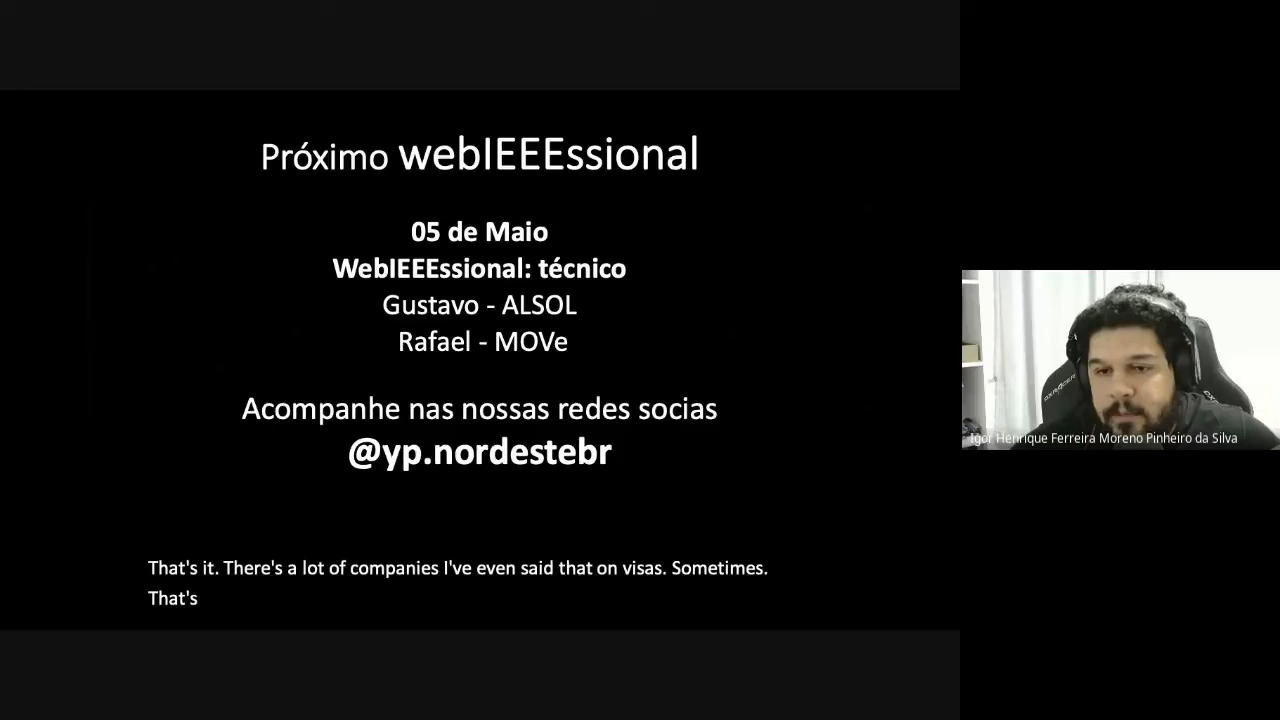 Próximo webIEEEssional
05 de Maio
WebIEEEssional: técnico
Gustavo - ALSOL
Rafael - MOVe
Acompanhe nas nossas redes socias
@yp.nordestebr
That's it. There's a lot of companies I've even said that on visas. Sometimes.
That's
Igor Henrique Ferreira Moreno Pinheiro da Silva